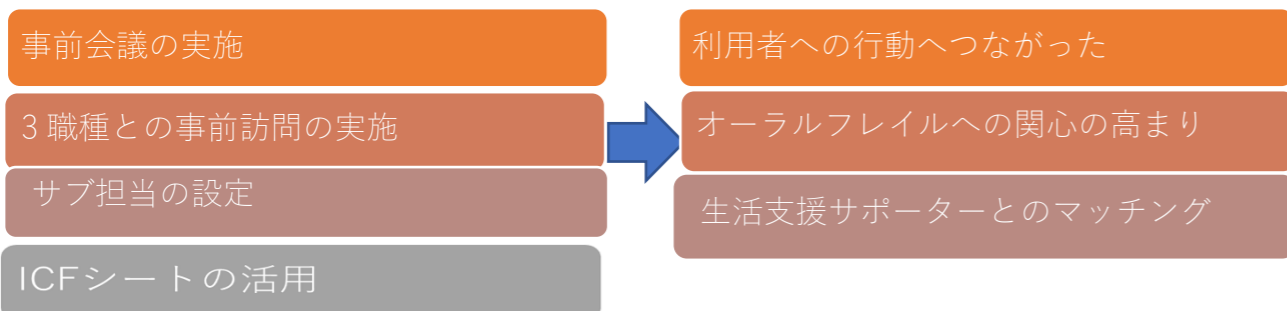 事前会議の実施
３職種との事前訪問の実施
サブ担当の設定
ICFシートの活用
利用者への行動へつながった
オーラルフレイルへの関心の高まり
生活支援サポーターとのマッチング